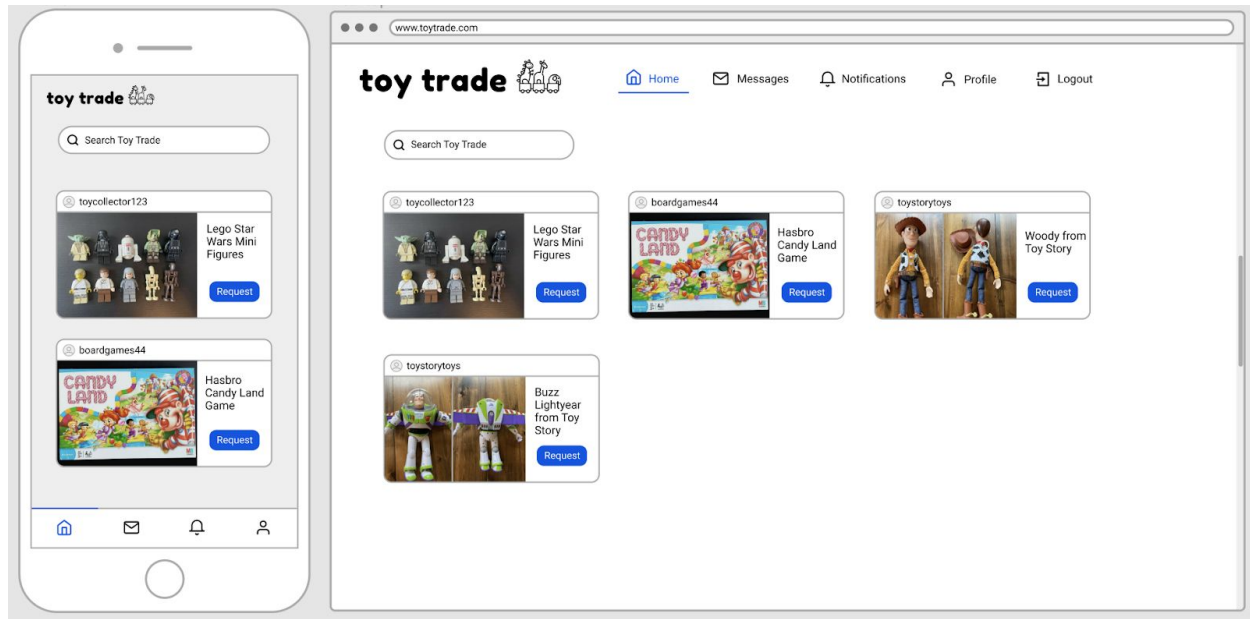 toy trade
Search Toy Trade
toycollector123
Lego Star
Wars Mini
Figures
Request
boardgames44
CANDY
LAND
Hasbro
Candy Land
Game
Request
www.toytrade.com
toy trade
Home
Messages
Notifications
Profile
Logout
Search Toy Trade
toycollector123
Lego Star
Wars Mini
Figures
Request
boardgames44
CANDY
LAND
Hasbro
Candy Land
Game
Request
toystorytoys
Woody from
Toy Story
Request
toystorytoys
Buzz
Lightyear
from Toy
Story
Request